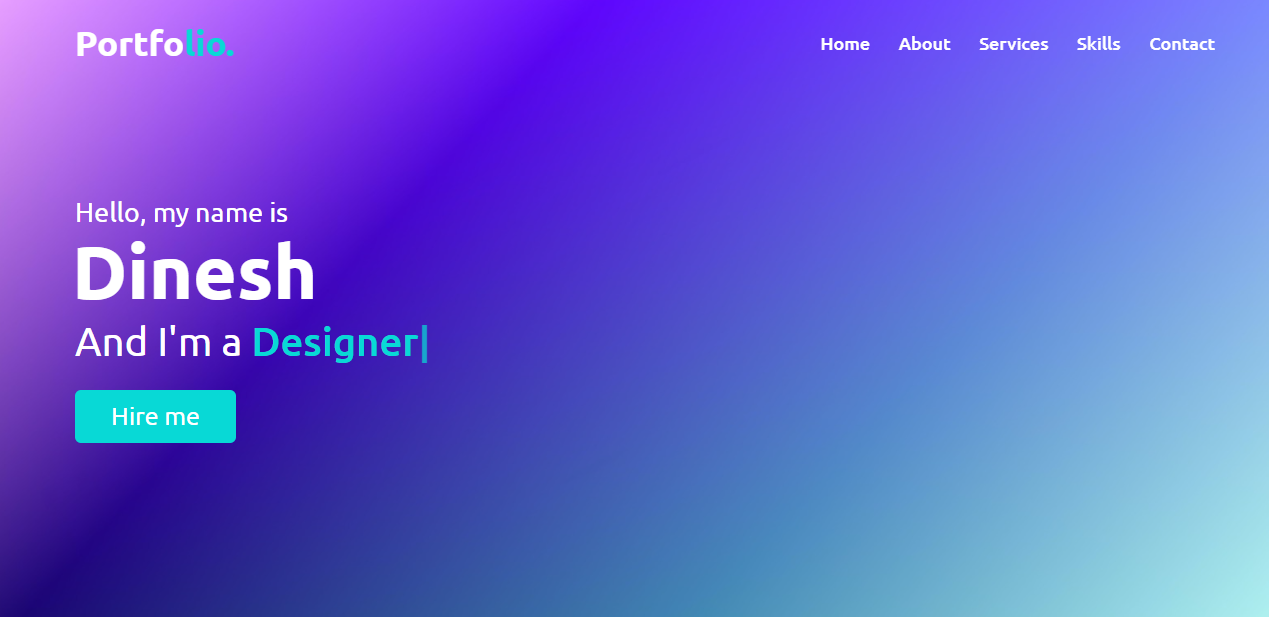 Portfolio.
Home About Services Skills Contact
Hello, my name is
Dinesh
And I'm a Designer|
Hire me